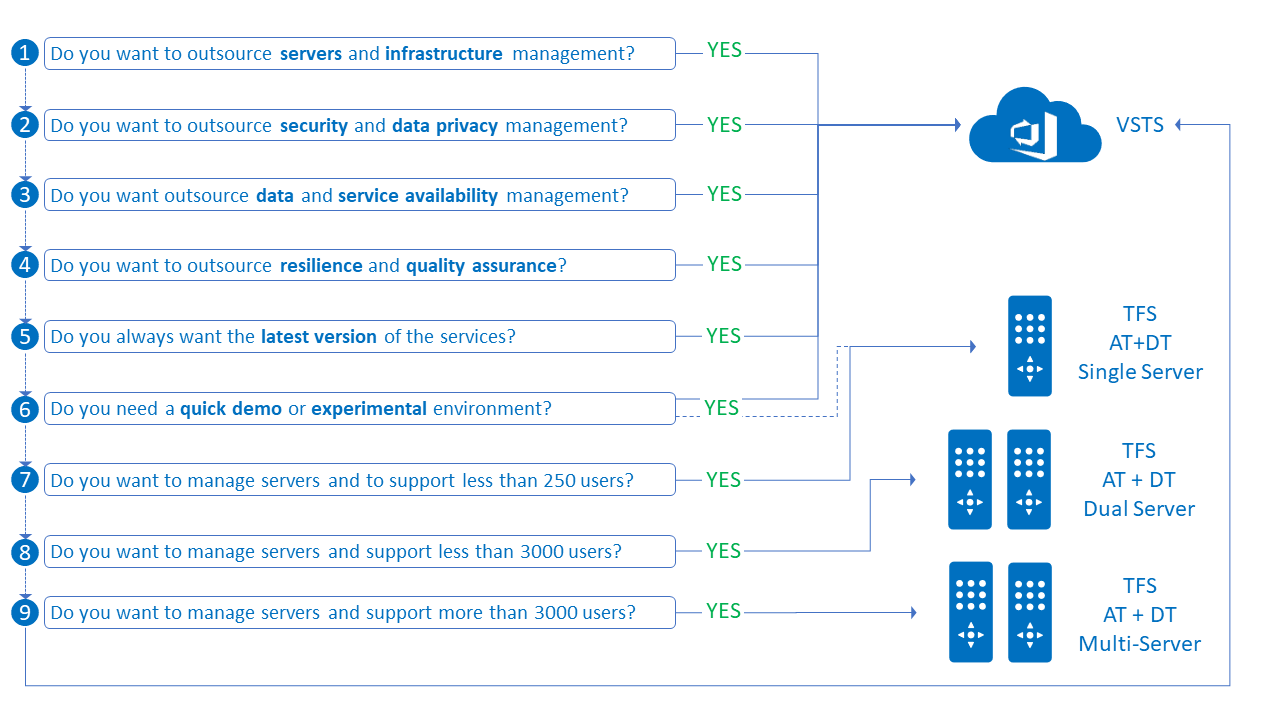 1 Do you want to outsource servers and infrastructure management? YES
2 Do you want to outsource security and data privacy management? YES
VSTS
3 Do you want outsource data and service availability management? YES
4 Do you want to outsource resilience and quality assurance? YES
5 Do you always want the latest version of the services? YES
TFS
AT+DT
Single Server
6 Do you need a quick demo or experimental environment? YES
7 Do you want to manage servers and to support less than 250 users? YES
TFS
AT + DT
Dual Server
8 Do you want to manage servers and support less than 3000 users? YES
9 Do you want to manage servers and support more than 3000 users? YES
TFS
AT + DT
Multi-Server